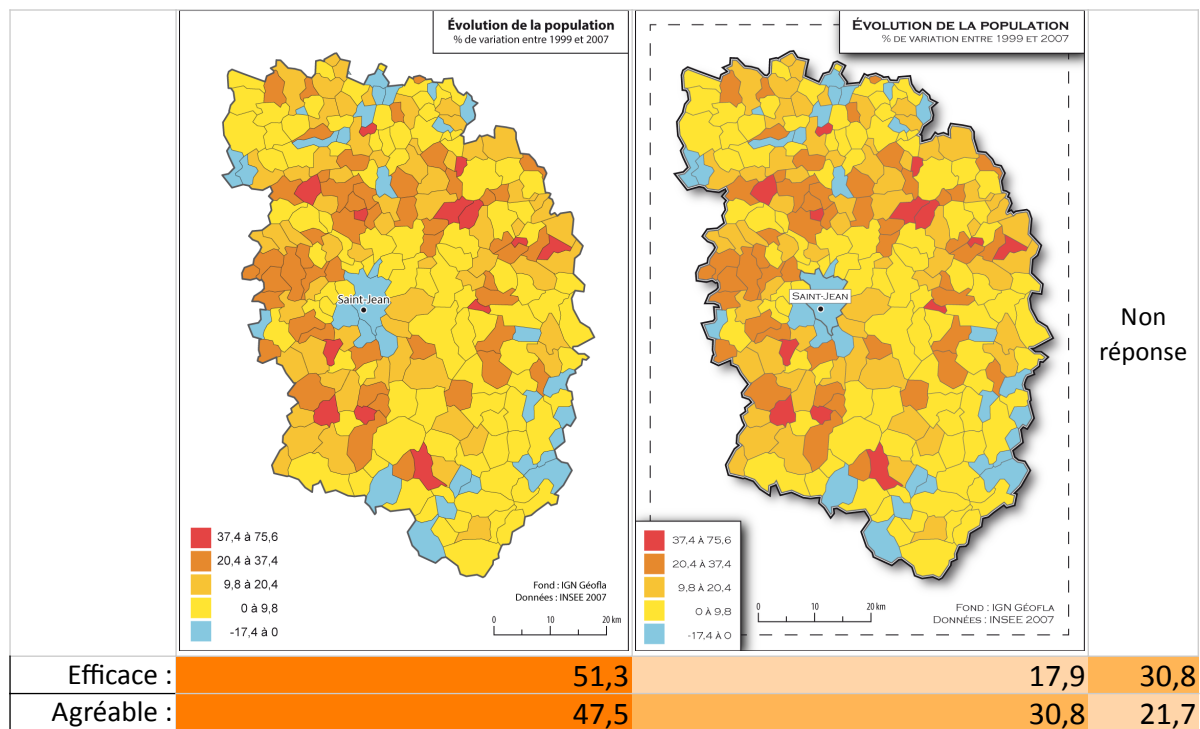 Évolution de la population
% de variation entre 1999 et 2007
Saint-Jean
37,4 à 75,6
20,4 à 37,4
9,8 à 20,4
0 à 9,8
-17,4 à 0
Fond : IGN Géofla
Données : INSEE 2007
0 10 20 km
ÉVOLUTION DE LA POPULATION
% DE VARIATION ENTRE 1999 ET 2007
SAINT-JEAN
37,4 à 75,6
20,4 à 37,4
9,8 à 20,4
0 à 9,8
-17,4 à 0
0 10 20 km
FOND : IGN GÉOFLA
DONNÉES : INSEE 2007
Non
réponse
Efficace : 51,3 17,9 30,8
Agréable : 47,5 30,8 21,7